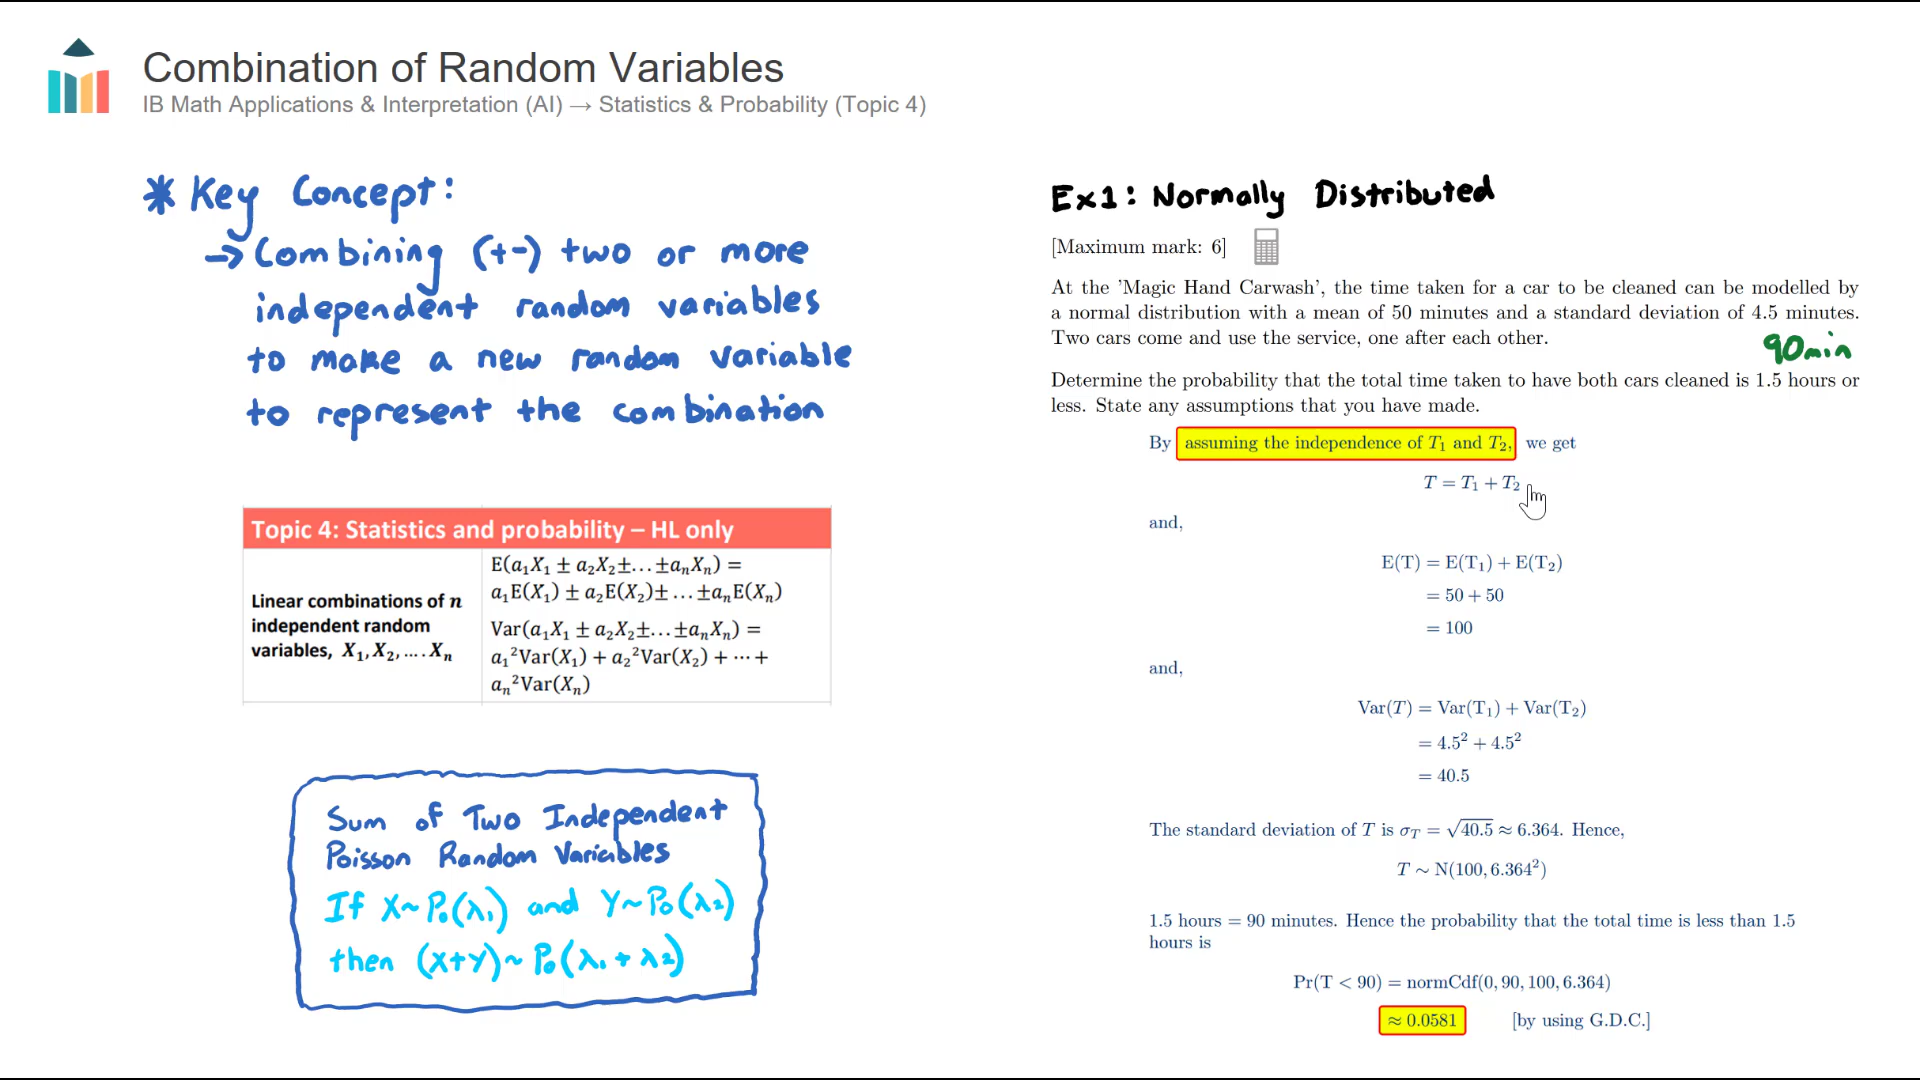 Combination of Random Variables
IB Math Applications & Interpretation (AI) → Statistics & Probability (Topic 4)
* Key Concept:
→ Combining (+-) two or more
independent random variables
to make a new random variable
to represent the combination
Topic 4: Statistics and probability – HL only
Linear combinations of n
independent random
variables, X₁, X₂, .... Xₙ
E(a₁X₁ ± a₂X₂±…±aₙXₙ) =
a₁E(X₁) ± a₂E(X₂)± … ±aₙE(Xₙ)
Var(a₁X₁ ± a₂X₂±…±aₙXₙ) =
a₁²Var(X₁) + a₂²Var(X₂) + ⋯ +
aₙ²Var(Xₙ)
Sum of Two Independent
Poisson Random Variables
If X~Po(λ₁) and Y~Po(λ₂)
then (X+Y)~Po(λ₁ + λ₂)
Ex1: Normally Distributed
[Maximum mark: 6]
At the 'Magic Hand Carwash', the time taken for a car to be cleaned can be modelled by
a normal distribution with a mean of 50 minutes and a standard deviation of 4.5 minutes.
Two cars come and use the service, one after each other.
90min
Determine the probability that the total time taken to have both cars cleaned is 1.5 hours or
less. State any assumptions that you have made.
By assuming the independence of T₁ and T₂, we get
T = T₁ + T₂
and,
E(T) = E(T₁) + E(T₂)
= 50 + 50
= 100
and,
Var(T) = Var(T₁) + Var(T₂)
= 4.5² + 4.5²
= 40.5
The standard deviation of T is σ_T = √40.5 ≈ 6.364. Hence,
T ∼ N(100, 6.364²)
1.5 hours = 90 minutes. Hence the probability that the total time is less than 1.5
hours is
Pr(T < 90) = normCdf(0, 90, 100, 6.364)
≈ 0.0581 [by using G.D.C.]